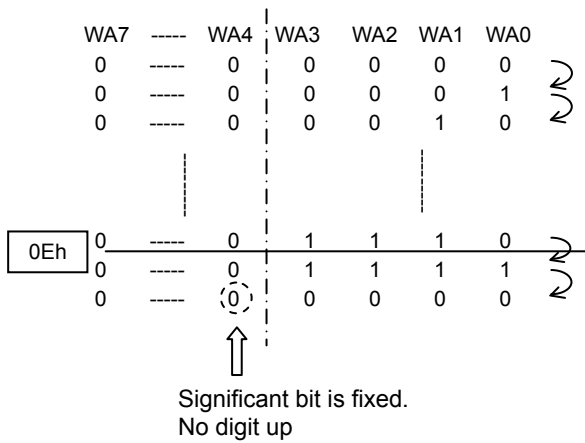 WA7 ----- WA4 WA3 WA2 WA1 WA0
0 ----- 0 0 0 0 0
0 ----- 0 0 0 0 1
0 ----- 0 0 0 1 0
0Eh 0 ----- 0 1 1 1 0
0 ----- 0 1 1 1 1
0 ----- 0 0 0 0 0
Significant bit is fixed.
No digit up